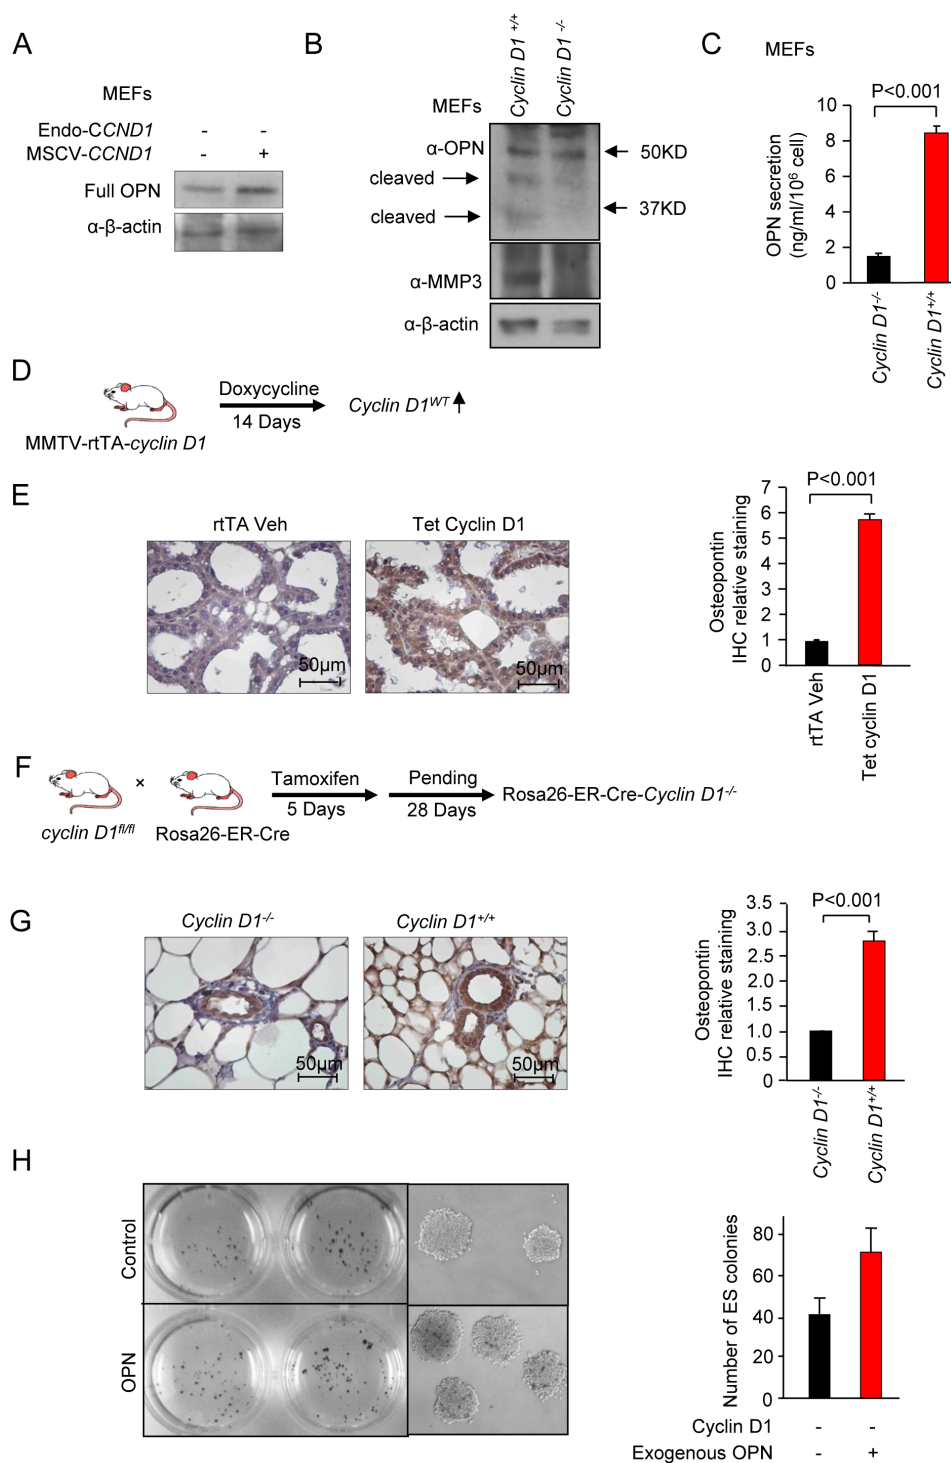 A
MEFs
Endo-CCND1 - -
MSCV-CCND1 - +
Full OPN
α-β-actin
B
MEFs
Cyclin D1 +/+
Cyclin D1 -/-
α-OPN
cleaved
cleaved
50KD
37KD
α-MMP3
α-β-actin
C
MEFs
P<0.001
OPN secretion
(ng/ml/10⁶ cell)
10
8
6
4
2
0
Cyclin D1-/-
Cyclin D1+/+
D
MMTV-rtTA-cyclin D1
Doxycycline
14 Days
Cyclin D1WT
E
rtTA Veh
Tet Cyclin D1
50μm
50μm
P<0.001
Osteopontin
IHC relative staining
7
6
5
4
3
2
1
0
rtTA Veh
Tet cyclin D1
F
cyclin D1fl/fl
×
Rosa26-ER-Cre
Tamoxifen
5 Days
Pending
28 Days
Rosa26-ER-Cre-Cyclin D1-/-
G
Cyclin D1-/-
Cyclin D1+/+
50μm
50μm
P<0.001
Osteopontin
IHC relative staining
3.5
3.0
2.5
2.0
1.5
1.0
0.5
0
Cyclin D1-/-
Cyclin D1+/+
H
Control
OPN
Number of ES colonies
80
60
40
20
0
Cyclin D1 - -
Exogenous OPN - +